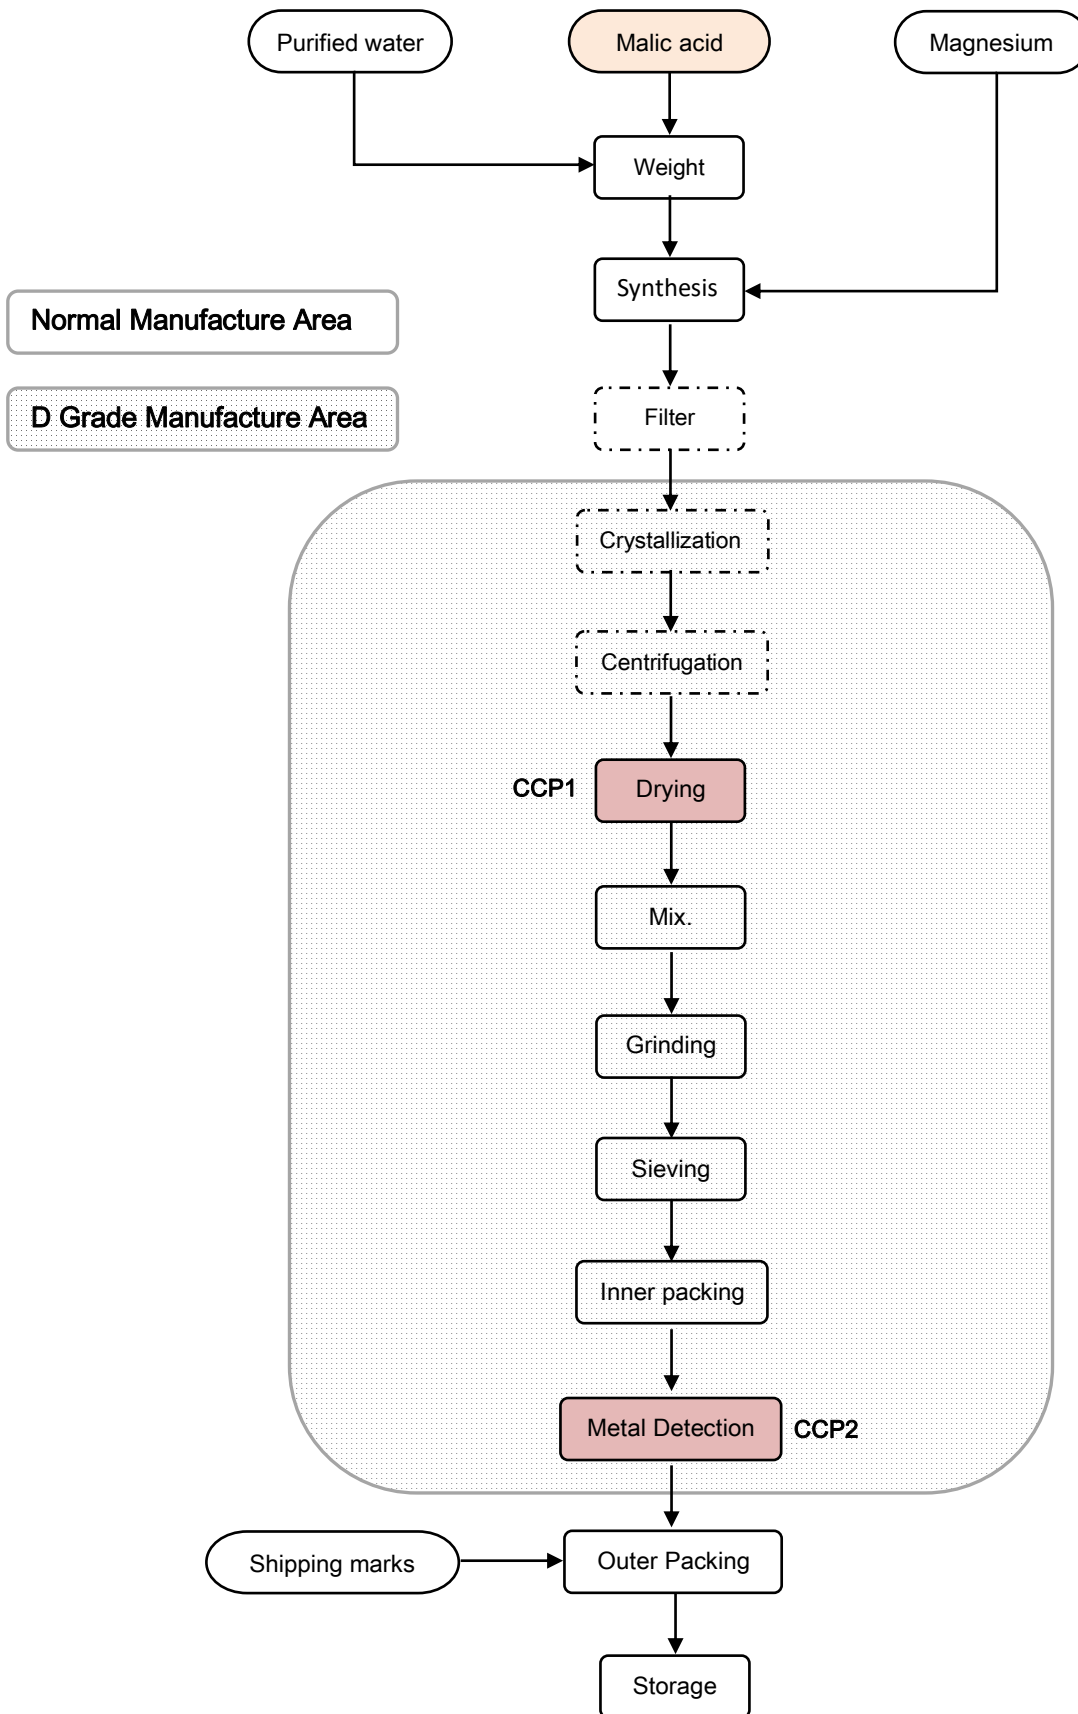 Purified water
Malic acid
Magnesium
Weight
Synthesis
Normal Manufacture Area
D Grade Manufacture Area
Filter
Crystallization
Centrifugation
CCP1
Drying
Mix.
Grinding
Sieving
Inner packing
Metal Detection
CCP2
Shipping marks
Outer Packing
Storage